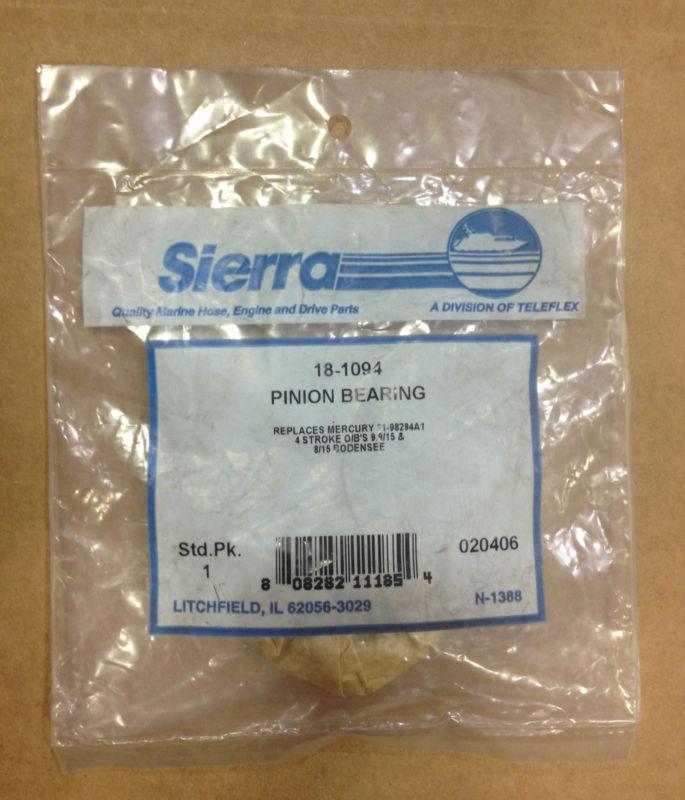 Sierra
Quality Marine Hose, Engine and Drive Parts
A DIVISION OF TELEFLEX
18-1094
PINION BEARING
REPLACES MERCURY 31-98294A1
4 STROKE O/B'S 9.9/15 &
8/15 BODENSEE
Std.Pk.
1
8 08282 11185 4
020406
LITCHFIELD, IL 62056-3029
N-1388